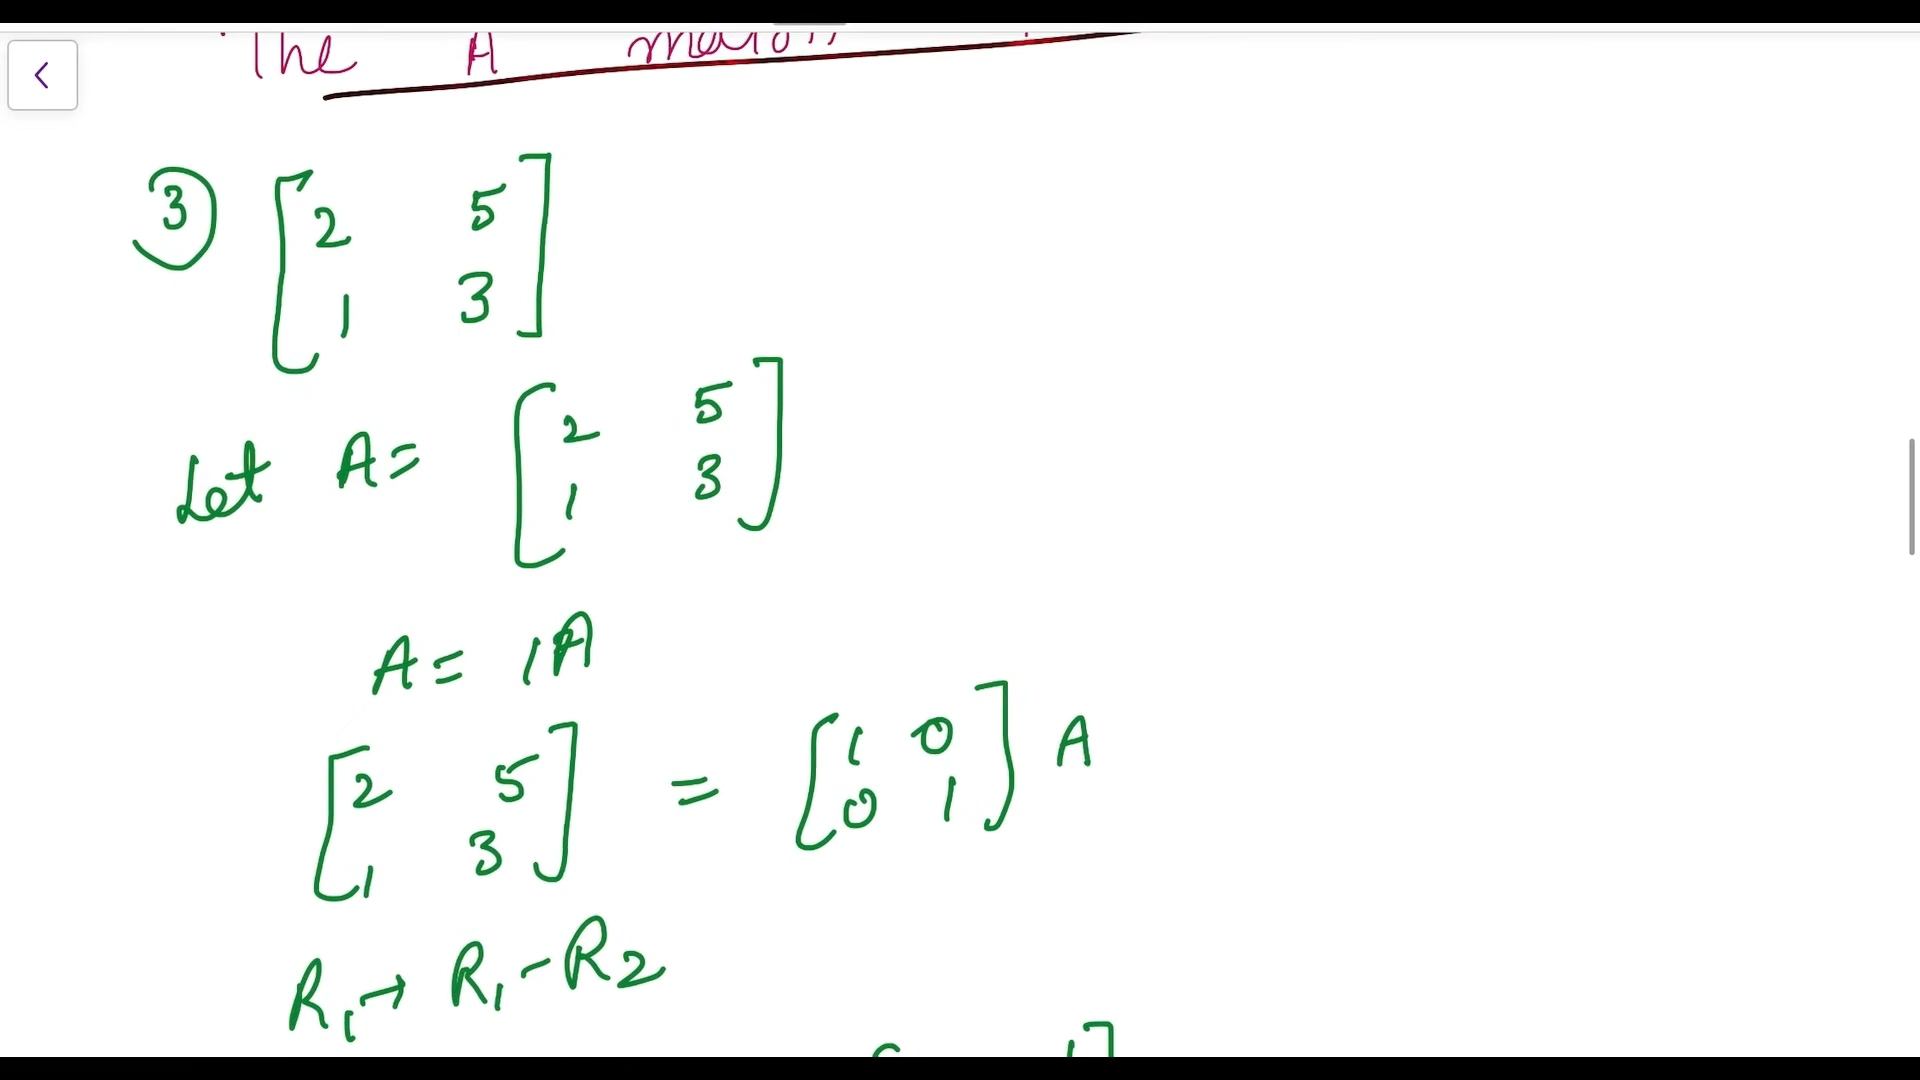 The A
③ [2 5
1 3]
Let A = [2 5
1 3]
A = IA
[2 5
1 3] = [1 0
0 1] A
R₁ → R₁ - R₂